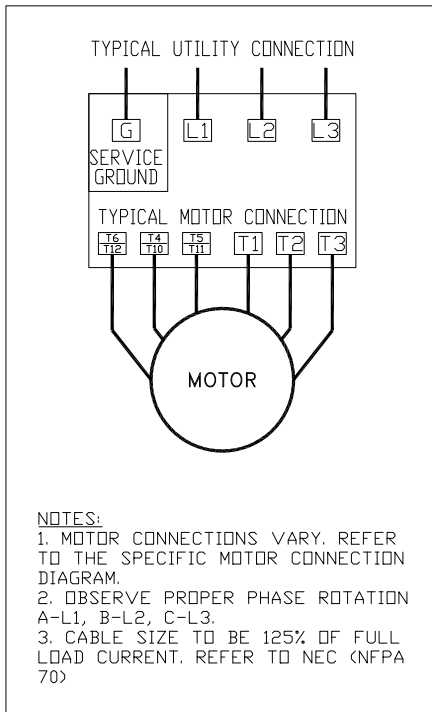 TYPICAL UTILITY CONNECTION
G L1 L2 L3
SERVICE
GROUND
TYPICAL MOTOR CONNECTION
T6 T4 T5 T1 T2 T3
T12 T10 T11
MOTOR
NOTES:
1. MOTOR CONNECTIONS VARY. REFER
TO THE SPECIFIC MOTOR CONNECTION
DIAGRAM.
2. OBSERVE PROPER PHASE ROTATION
A-L1, B-L2, C-L3.
3. CABLE SIZE TO BE 125% OF FULL
LOAD CURRENT. REFER TO NEC (NFPA
70)